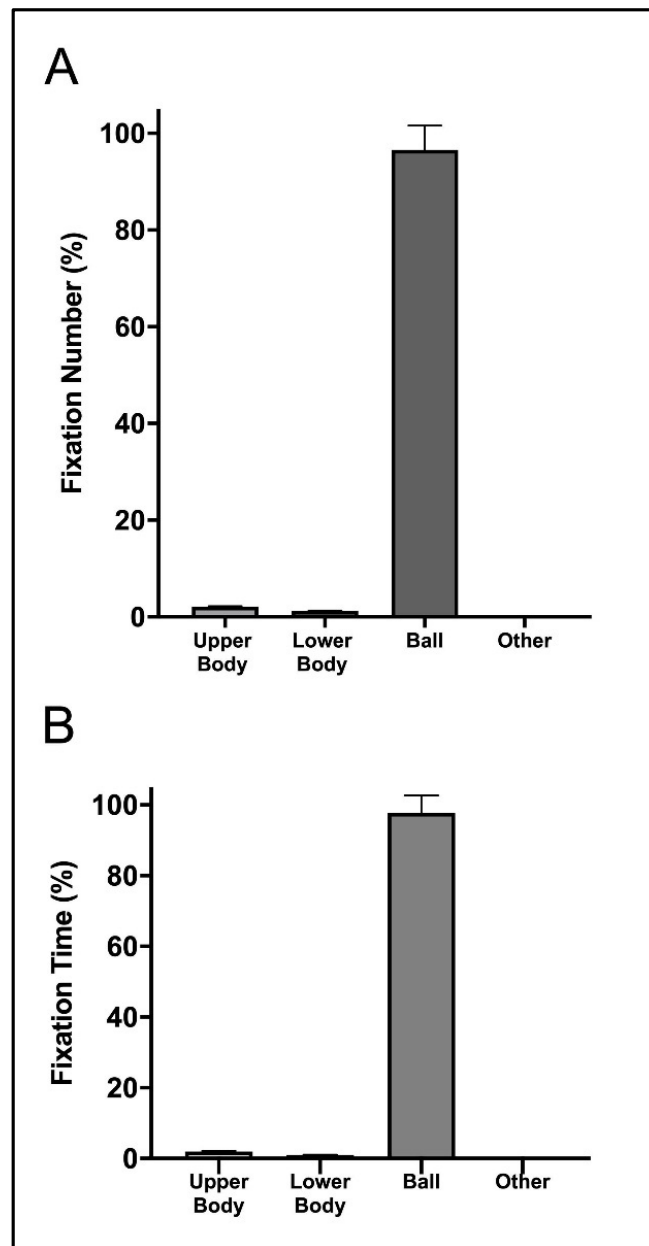 A
Fixation Number (%)
100
80
60
40
20
0
Upper Body
Lower Body
Ball
Other
B
Fixation Time (%)
100
80
60
40
20
0
Upper Body
Lower Body
Ball
Other